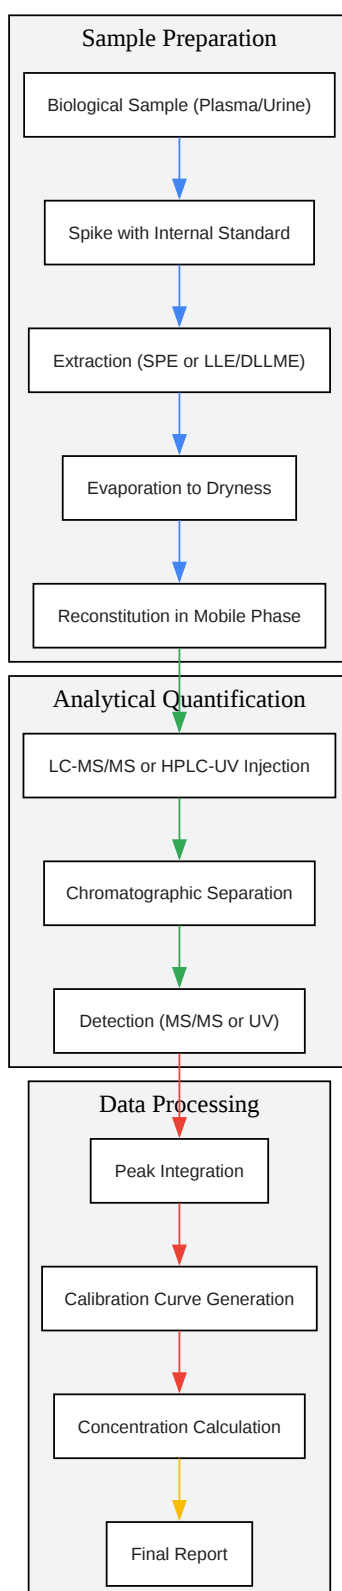 Sample Preparation
Biological Sample (Plasma/Urine)
Spike with Internal Standard
Extraction (SPE or LLE/DLLME)
Evaporation to Dryness
Reconstitution in Mobile Phase
Analytical Quantification
LC-MS/MS or HPLC-UV Injection
Chromatographic Separation
Detection (MS/MS or UV)
Data Processing
Peak Integration
Calibration Curve Generation
Concentration Calculation
Final Report